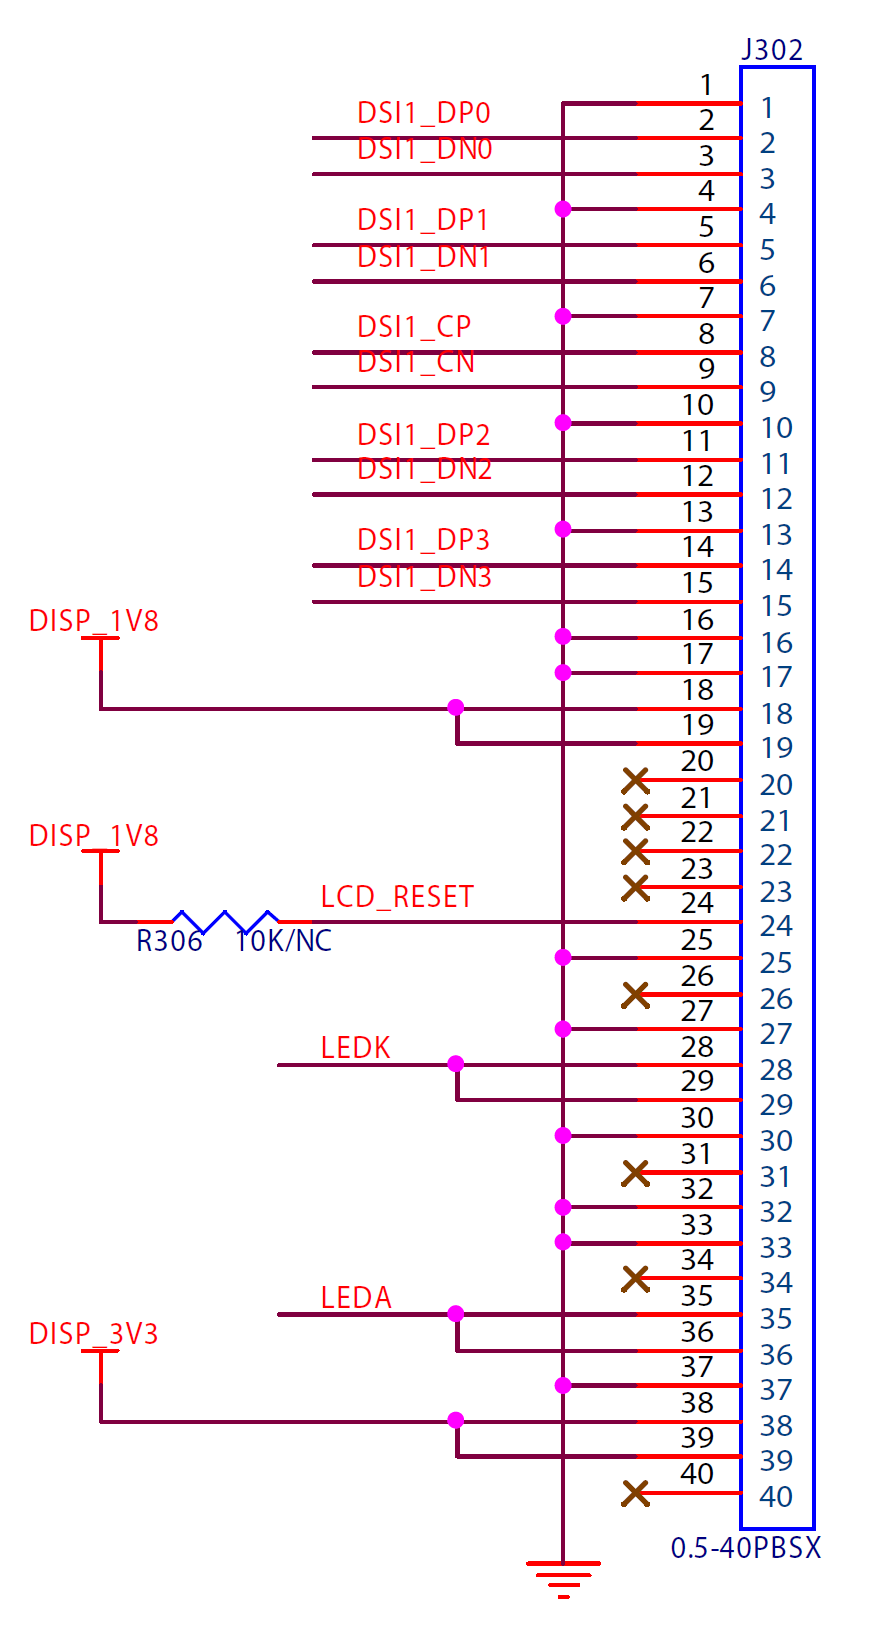 J302
1 1
DSI1_DP0 2 2
DSI1_DN0 3 3
4 4
DSI1_DP1 5 5
DSI1_DN1 6 6
7 7
DSI1_CP 8 8
DSI1_CN 9 9
10 10
DSI1_DP2 11 11
DSI1_DN2 12 12
13 13
DSI1_DP3 14 14
DSI1_DN3 15 15
DISP_1V8 16 16
17 17
18 18
19 19
20 20
21 21
DISP_1V8 22 22
23 23
LCD_RESET 24 24
R306 10K/NC 25 25
26 26
27 27
LEDK 28 28
29 29
30 30
31 31
32 32
33 33
34 34
LEDA 35 35
DISP_3V3 36 36
37 37
38 38
39 39
40 40
0.5-40PBSX